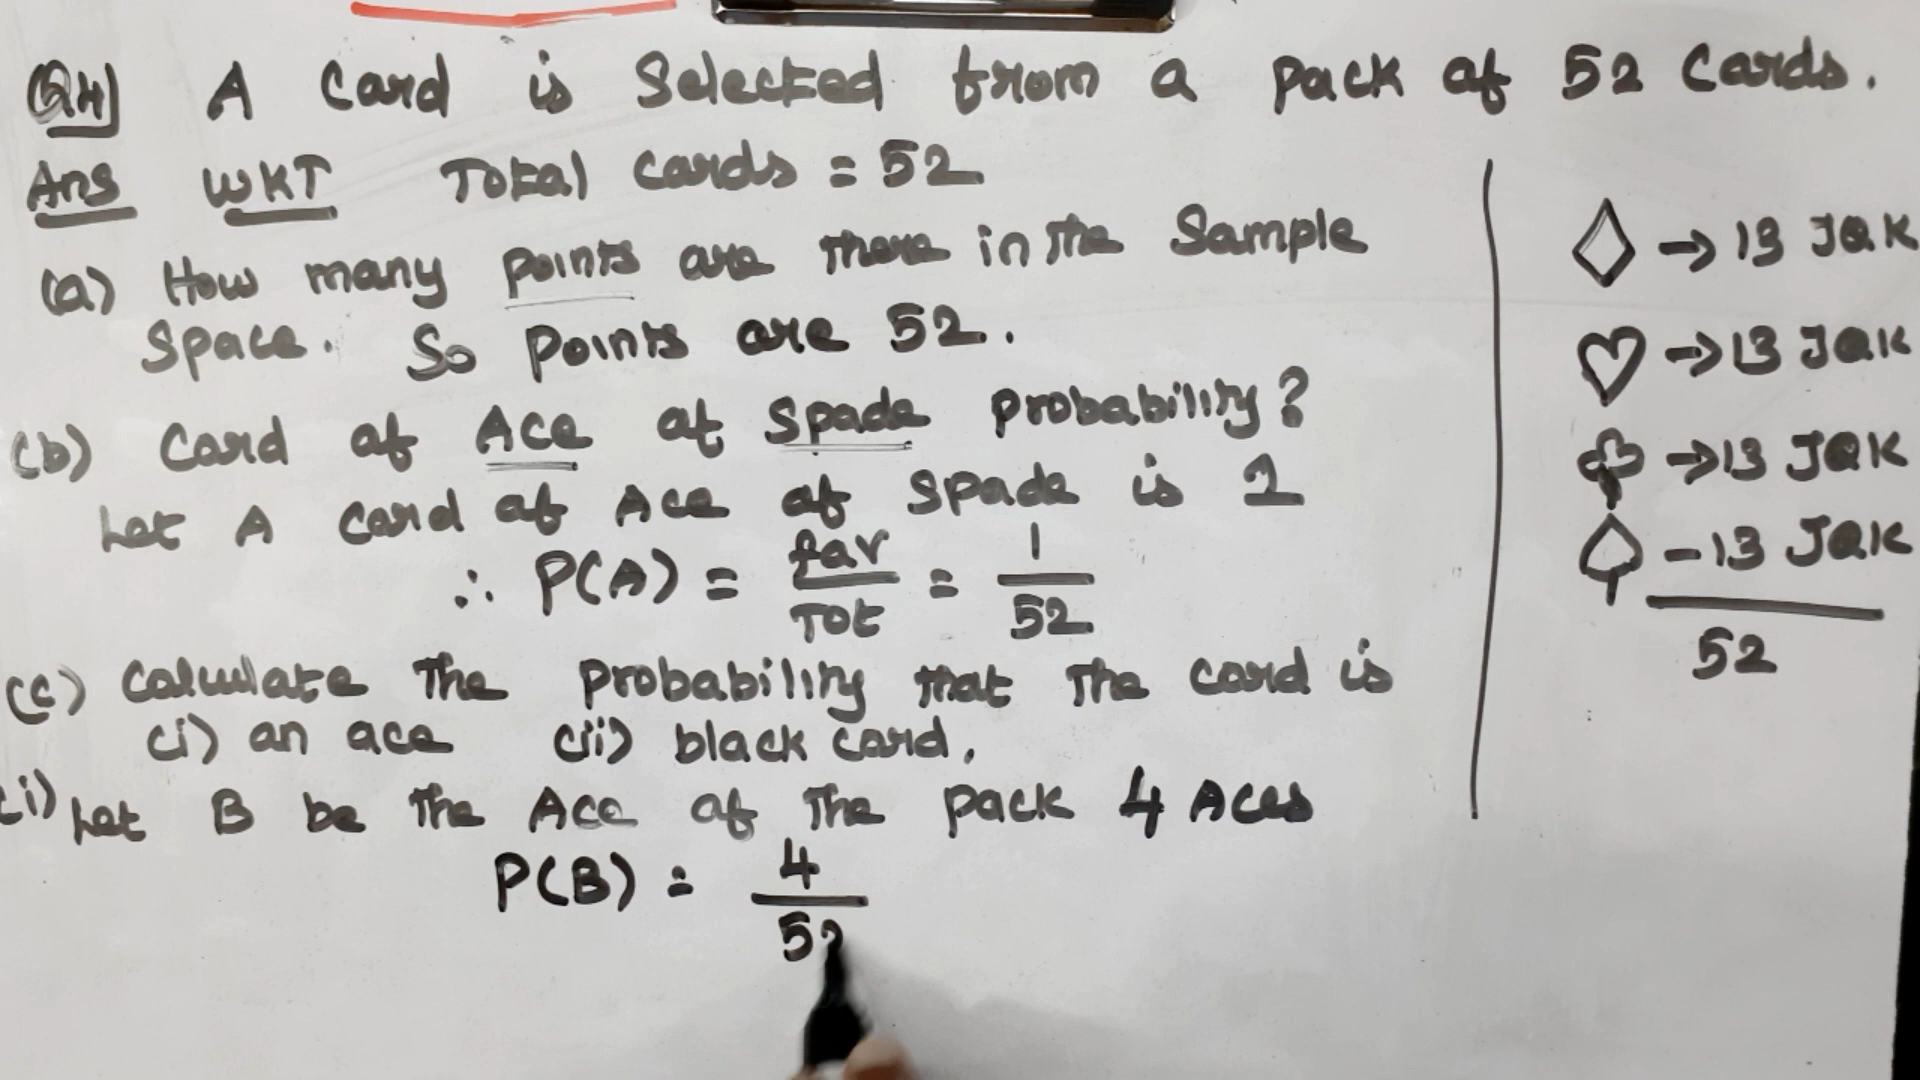 Q4) A Card is Selected from a pack of 52 Cards.
Ans WKT Total cards = 52
(a) How many points are there in the Sample
Space. So points are 52.
(b) Card of Ace of Spade probability?
Let A card of Ace of Spade is 1
∴ P(A) = fav/Tot = 1/52
(c) Calculate The probability that The card is
(i) an ace (ii) black card.
(i) Let B be the Ace of The pack 4 Aces
P(B) = 4/52
♢ → 13 JQK
♡ → 13 JQK
♧ → 13 JQK
♤ - 13 JQK
52